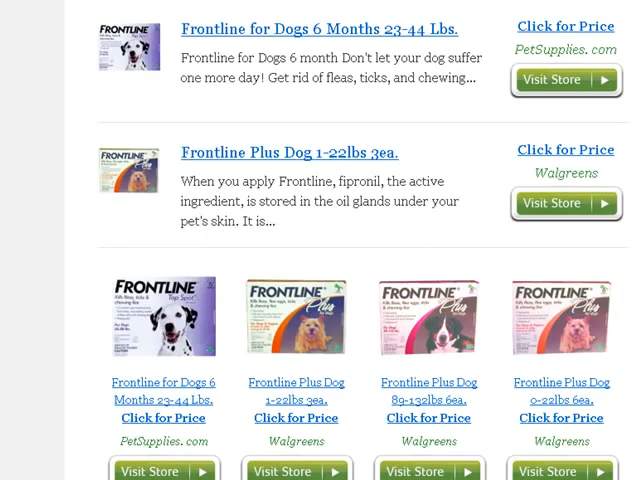 FRONTLINE
Frontline for Dogs 6 Months 23-44 Lbs.
Frontline for Dogs 6 month Don't let your dog suffer
one more day! Get rid of fleas, ticks, and chewing...
Click for Price
PetSupplies. com
Visit Store
FRONTLINE
Plus
Frontline Plus Dog 1-22lbs 3ea.
When you apply Frontline, fipronil, the active
ingredient, is stored in the oil glands under your
pet's skin. It is...
Click for Price
Walgreens
Visit Store
FRONTLINE
Top Spot
FRONTLINE
Plus
FRONTLINE
Plus
FRONTLINE
Plus
Frontline for Dogs 6
Months 23-44 Lbs.
Click for Price
PetSupplies. com
Visit Store
Frontline Plus Dog
1-22lbs 3ea.
Click for Price
Walgreens
Visit Store
Frontline Plus Dog
89-132lbs 6ea.
Click for Price
Walgreens
Visit Store
Frontline Plus Dog
0-22lbs 6ea.
Click for Price
Walgreens
Visit Store